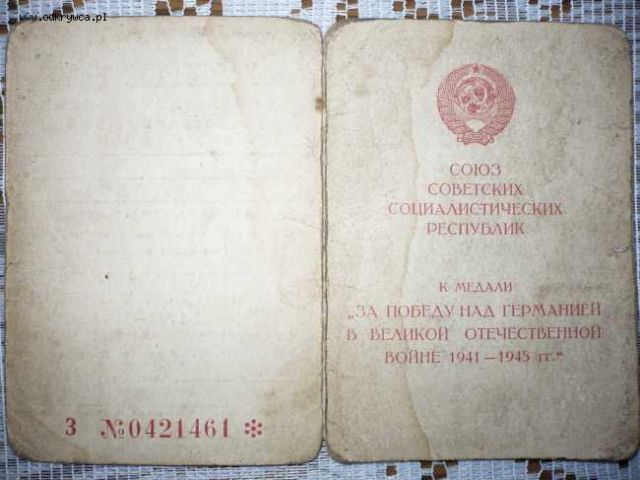 www.odkrywca.pl
З №0421461 *
СОЮЗ
СОВЕТСКИХ
СОЦИАЛИСТИЧЕСКИХ
РЕСПУБЛИК
К МЕДАЛИ
„ЗА ПОБЕДУ НАД ГЕРМАНИЕЙ
В ВЕЛИКОЙ ОТЕЧЕСТВЕННОЙ
ВОЙНЕ 1941—1945 гг.“